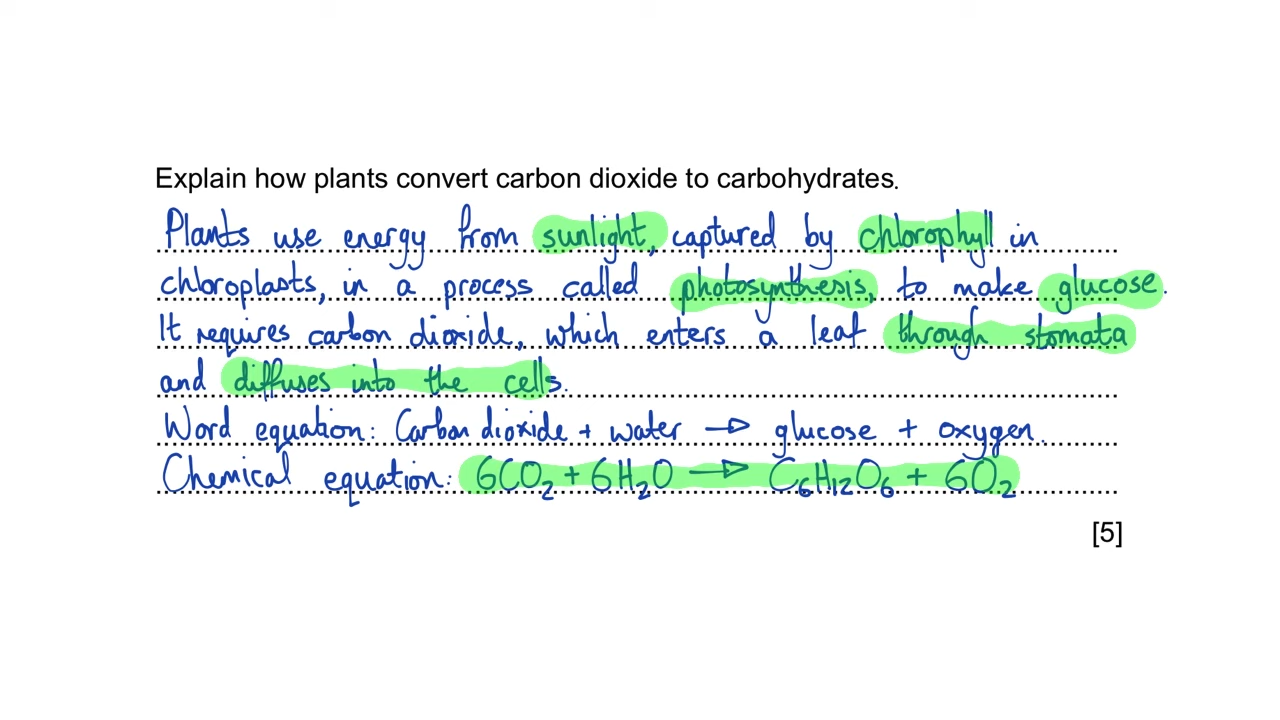 Explain how plants convert carbon dioxide to carbohydrates.
Plants use energy from sunlight, captured by chlorophyll in
chloroplasts, in a process called photosynthesis, to make glucose.
It requires carbon dioxide, which enters a leaf through stomata
and diffuses into the cells.
Word equation: Carbon dioxide + water → glucose + oxygen.
Chemical equation: 6CO₂ + 6H₂O → C₆H₁₂O₆ + 6O₂
[5]